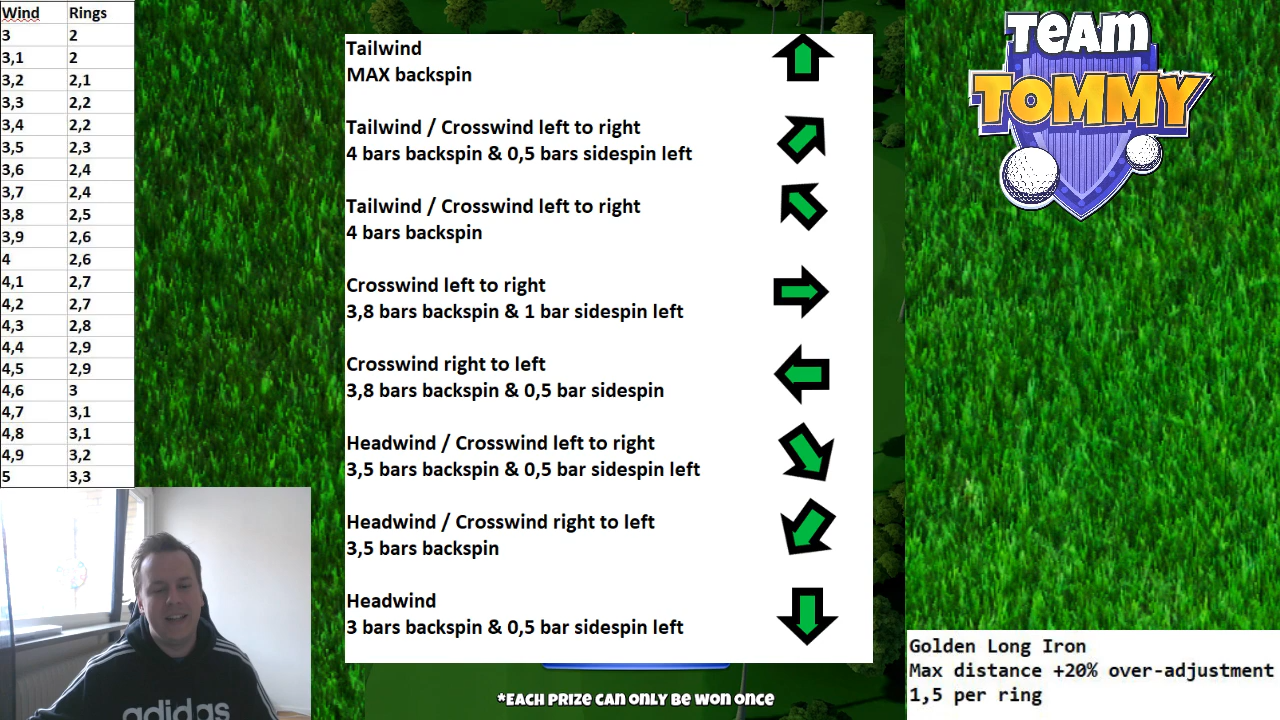 Wind Rings
3 2
3,1 2
3,2 2,1
3,3 2,2
3,4 2,2
3,5 2,3
3,6 2,4
3,7 2,4
3,8 2,5
3,9 2,6
4 2,6
4,1 2,7
4,2 2,7
4,3 2,8
4,4 2,9
4,5 2,9
4,6 3
4,7 3,1
4,8 3,1
4,9 3,2
5 3,3
Tailwind
MAX backspin
Tailwind / Crosswind left to right
4 bars backspin & 0,5 bars sidespin left
Tailwind / Crosswind left to right
4 bars backspin
Crosswind left to right
3,8 bars backspin & 1 bar sidespin left
Crosswind right to left
3,8 bars backspin & 0,5 bar sidespin
Headwind / Crosswind left to right
3,5 bars backspin & 0,5 bar sidespin left
Headwind / Crosswind right to left
3,5 bars backspin
Headwind
3 bars backspin & 0,5 bar sidespin left
*EACH PRIZE CAN ONLY BE WON ONCE
TEAM
TOMMY
Golden Long Iron
Max distance +20% over-adjustment
1,5 per ring
adidas